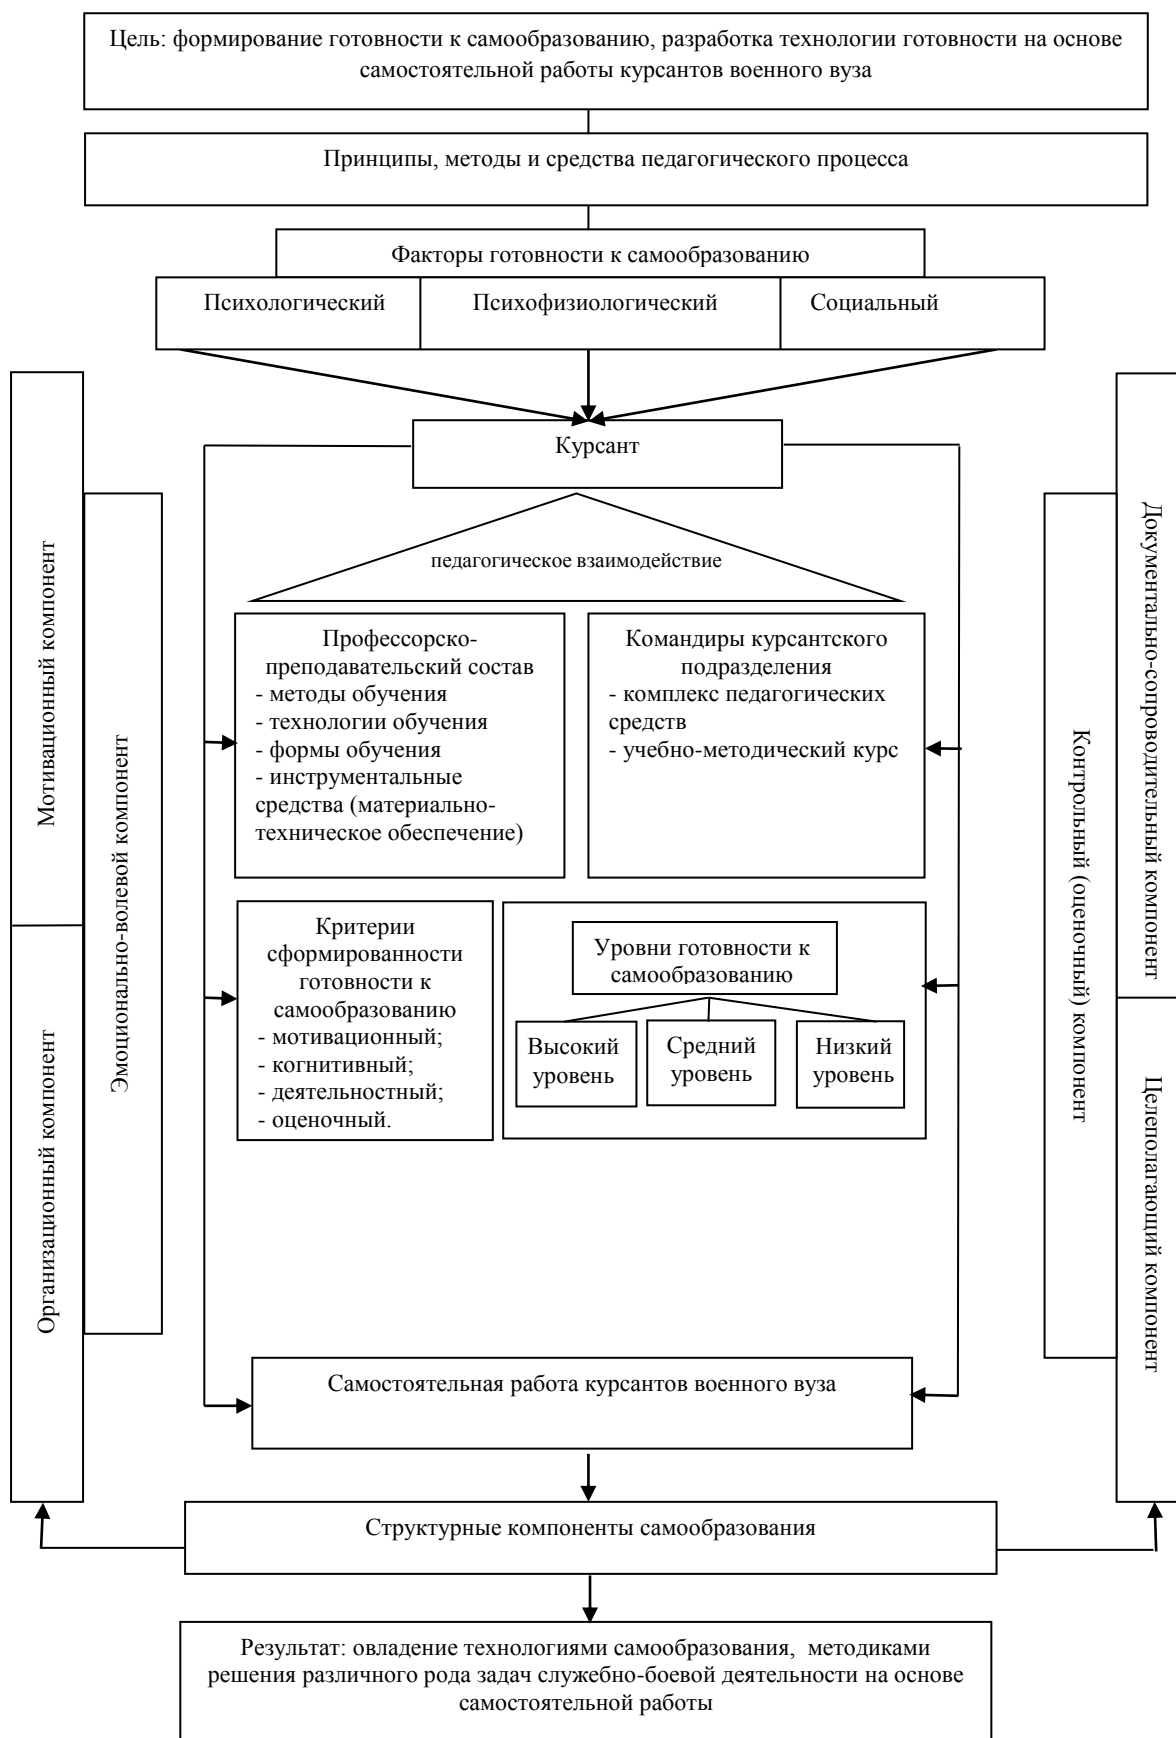 Цель: формирование готовности к самообразованию, разработка технологии готовности на основе
самостоятельной работы курсантов военного вуза
Принципы, методы и средства педагогического процесса
Факторы готовности к самообразованию
Психологический
Психофизиологический
Социальный
Курсант
педагогическое взаимодействие
Профессорско-
преподавательский состав
- методы обучения
- технологии обучения
- формы обучения
- инструментальные
средства (материально-
техническое обеспечение)
Командиры курсантского
подразделения
- комплекс педагогических
средств
- учебно-методический курс
Критерии
сформированности
готовности к
самообразованию
- мотивационный;
- когнитивный;
- деятельностный;
- оценочный.
Уровни готовности к
самообразованию
Высокий
уровень
Средний
уровень
Низкий
уровень
Мотивационный компонент
Организационный компонент
Эмоционально-волевой компонент
Контрольный (оценочный) компонент
Документально-сопроводительный компонент
Целеполагающий компонент
Самостоятельная работа курсантов военного вуза
Структурные компоненты самообразования
Результат: овладение технологиями самообразования, методиками
решения различного рода задач служебно-боевой деятельности на основе
самостоятельной работы